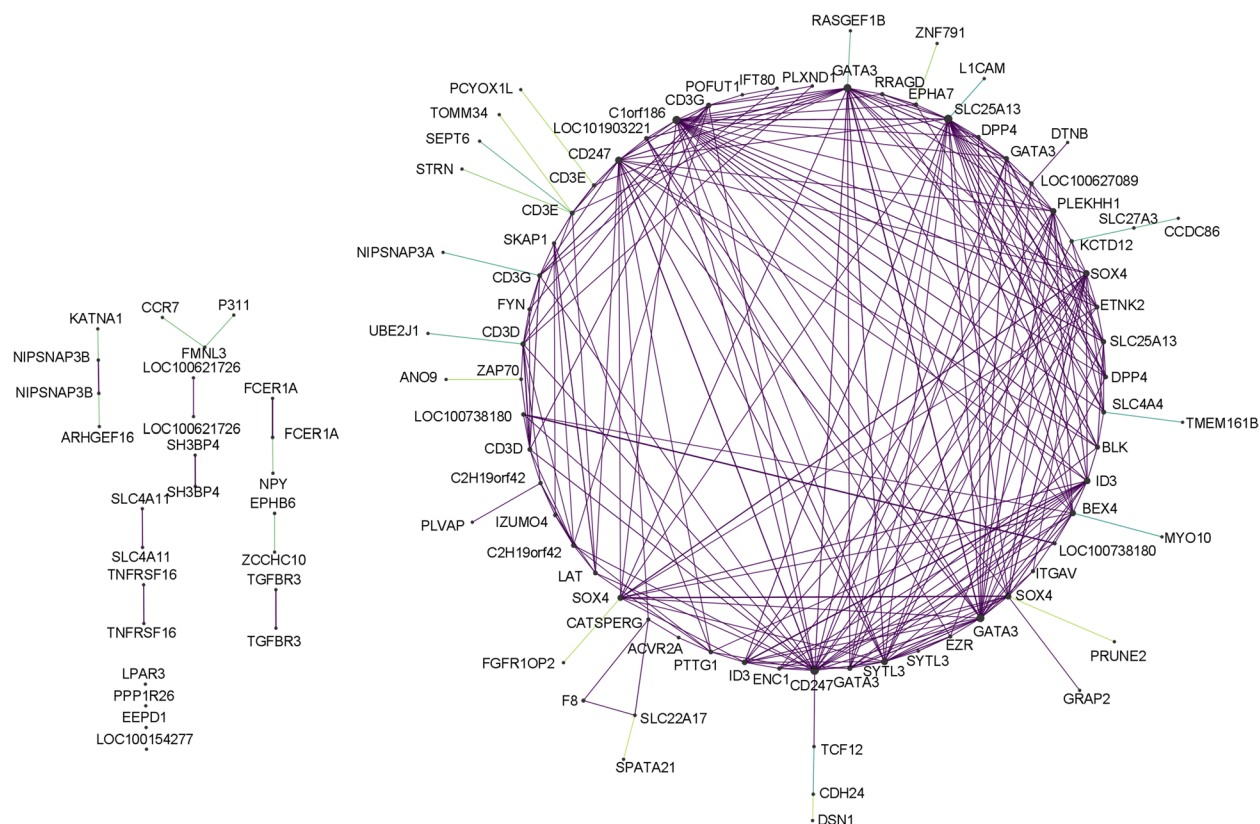 RASGEF1B
ZNF791
L1CAM
GATA3
PLXND1
IFT80
POFUT1
CD3G
C1orf186
LOC101903221
CD247
CD3E
CD3E
PCYOX1L
TOMM34
SEPT6
STRN
RRAGD
EPHA7
SLC25A13
DPP4
GATA3
DTNB
LOC100627089
PLEKHH1
SLC27A3
CCDC86
KCTD12
SOX4
ETNK2
SLC25A13
DPP4
SLC4A4
TMEM161B
BLK
ID3
BEX4
MYO10
LOC100738180
ITGAV
SOX4
PRUNE2
GRAP2
GATA3
EZR
SYTL3
SYTL3
GATA3
CD247
ENC1
ID3
PTTG1
ACVR2A
CATSPERG
SOX4
FGFR1OP2
F8
SLC22A17
SPATA21
TCF12
CDH24
DSN1
LAT
C2H19orf42
IZUMO4
C2H19orf42
PLVAP
CD3D
LOC100738180
ZAP70
ANO9
CD3D
UBE2J1
FYN
CD3G
NIPSNAP3A
SKAP1
KATNA1
NIPSNAP3B
NIPSNAP3B
ARHGEF16
CCR7
P311
FMNL3
LOC100621726
LOC100621726
SH3BP4
SH3BP4
FCER1A
FCER1A
NPY
EPHB6
ZCCHC10
TGFBR3
TGFBR3
SLC4A11
SLC4A11
TNFRSF16
TNFRSF16
LPAR3
PPP1R26
EEPD1
LOC100154277